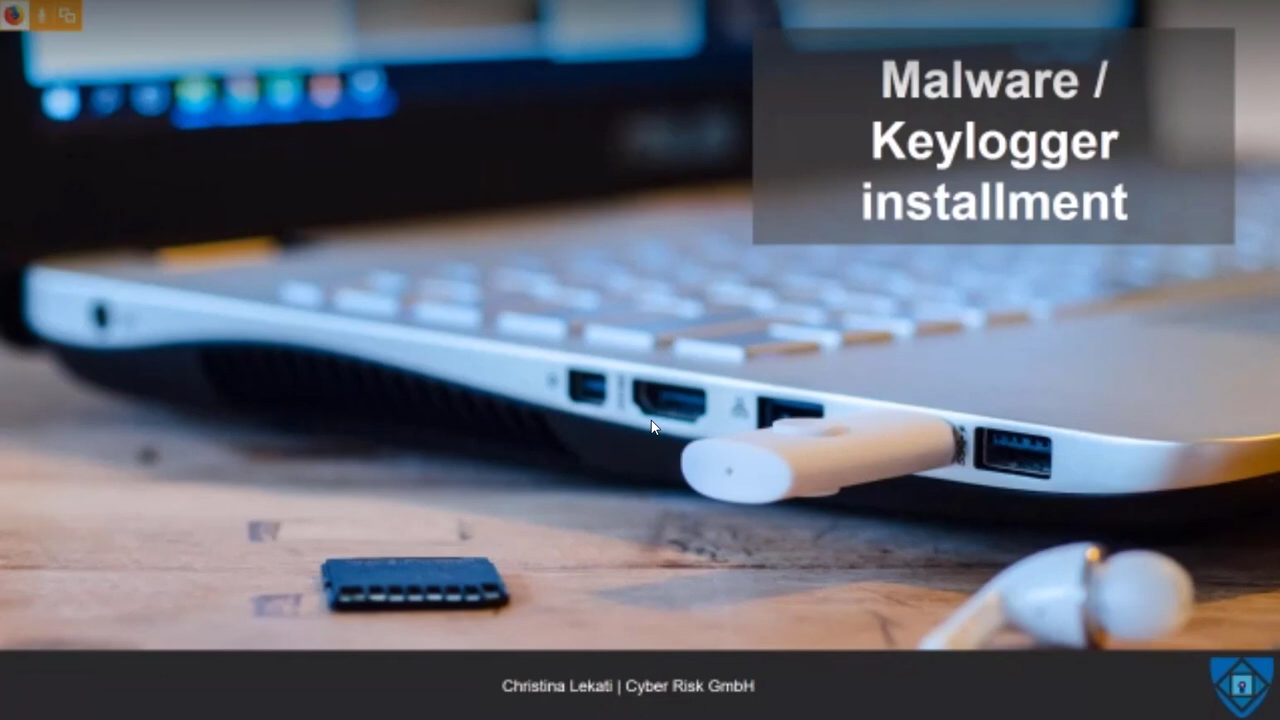 Malware /
Keylogger
installment
Christina Lekati | Cyber Risk GmbH